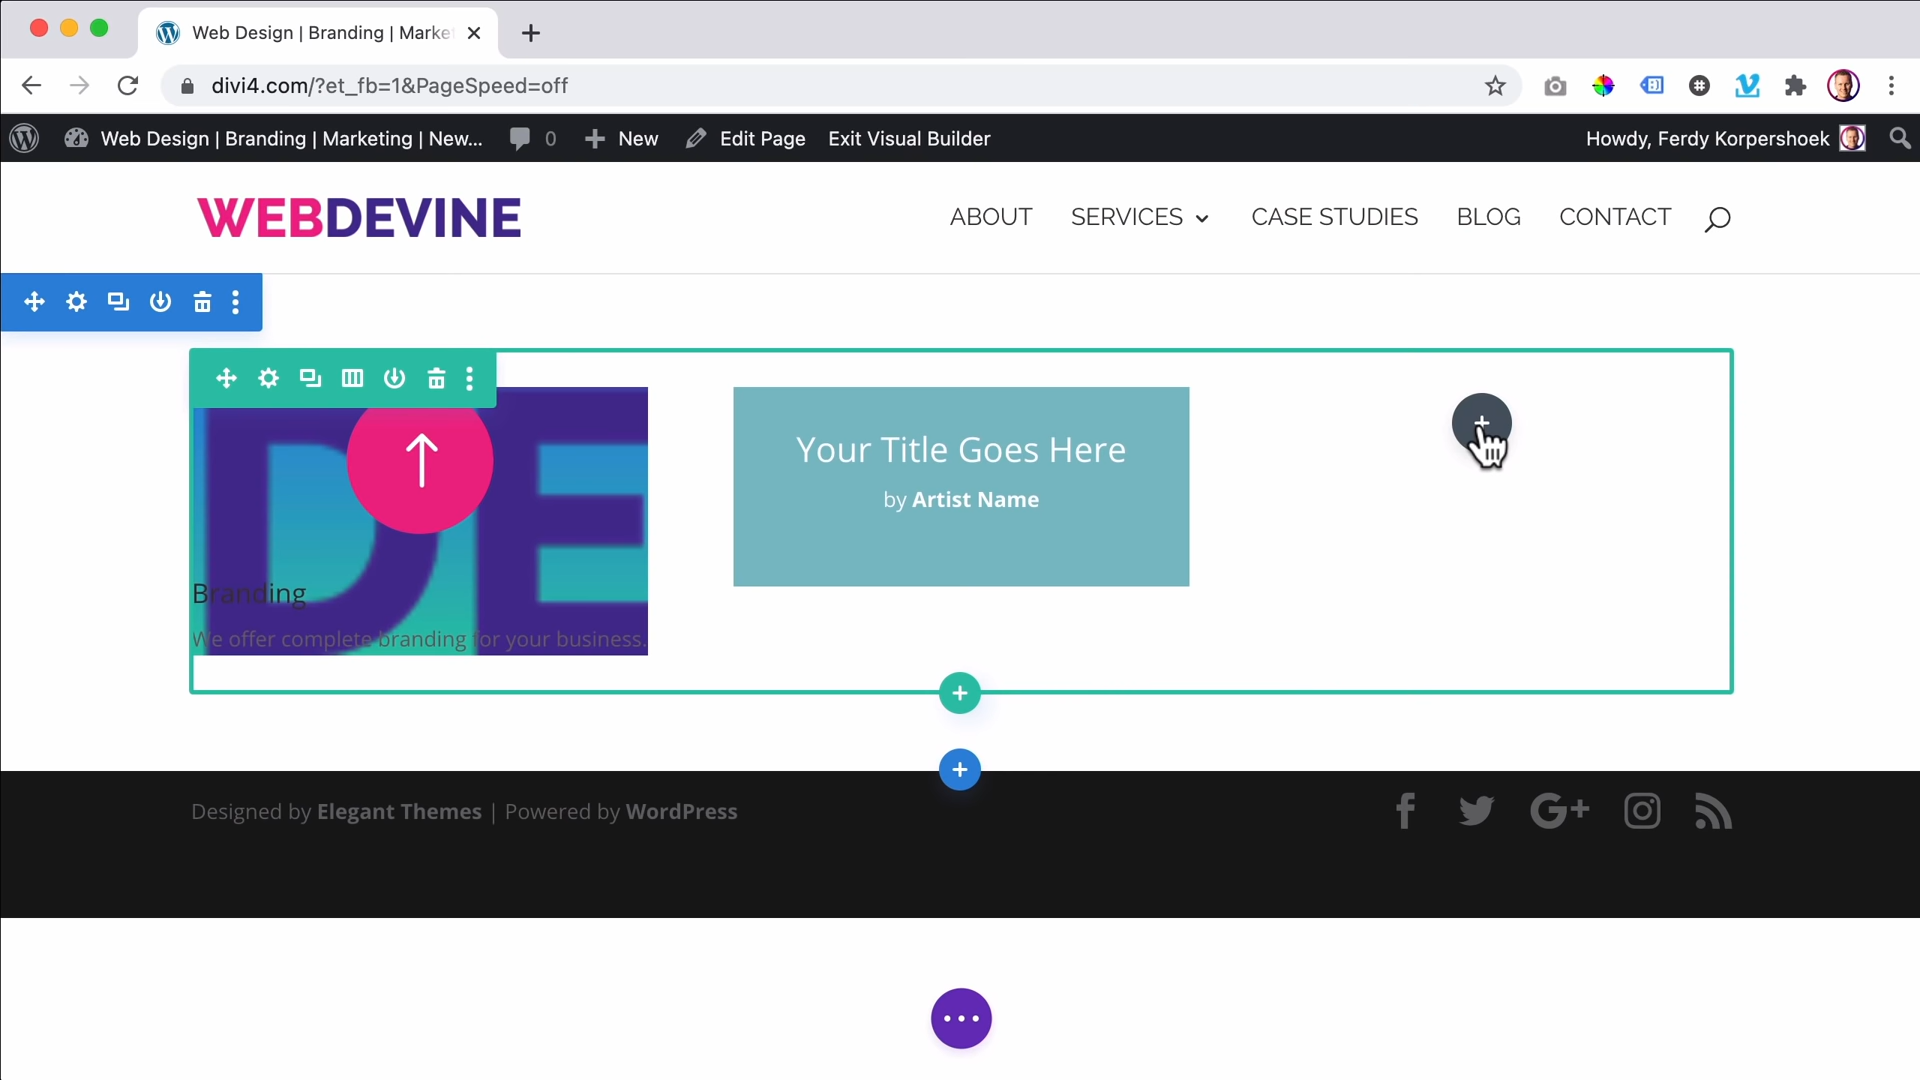 Web Design | Branding | Marke
divi4.com/?et_fb=1&PageSpeed=off
Web Design | Branding | Marketing | New... 0 New Edit Page Exit Visual Builder Howdy, Ferdy Korpershoek
WEBDEVINE
ABOUT SERVICES CASE STUDIES BLOG CONTACT
DE
Your Title Goes Here
by Artist Name
Branding
We offer complete branding for your business.
Designed by Elegant Themes | Powered by WordPress